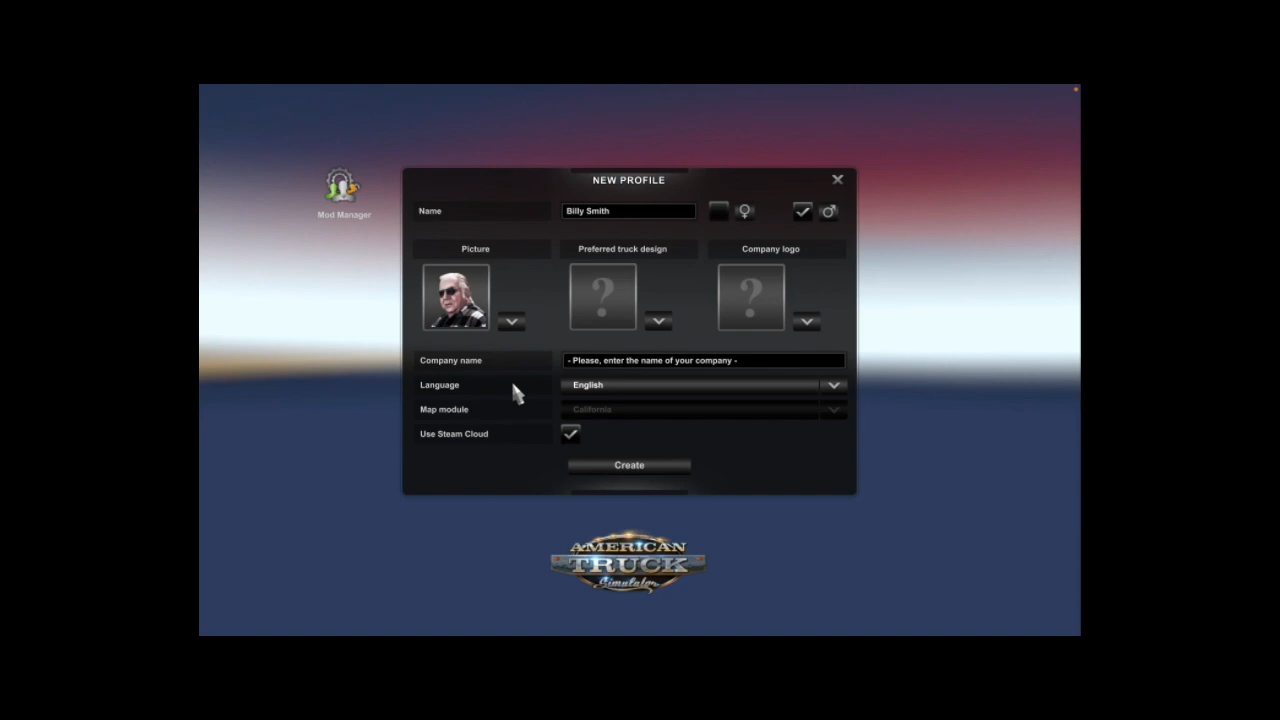 NEW PROFILE
Name
Billy Smith
Picture
Preferred truck design
Company logo
?
?
Company name
- Please, enter the name of your company -
Language
English
Map module
California
Use Steam Cloud
Create
Mod Manager
AMERICAN
TRUCK
Simulator